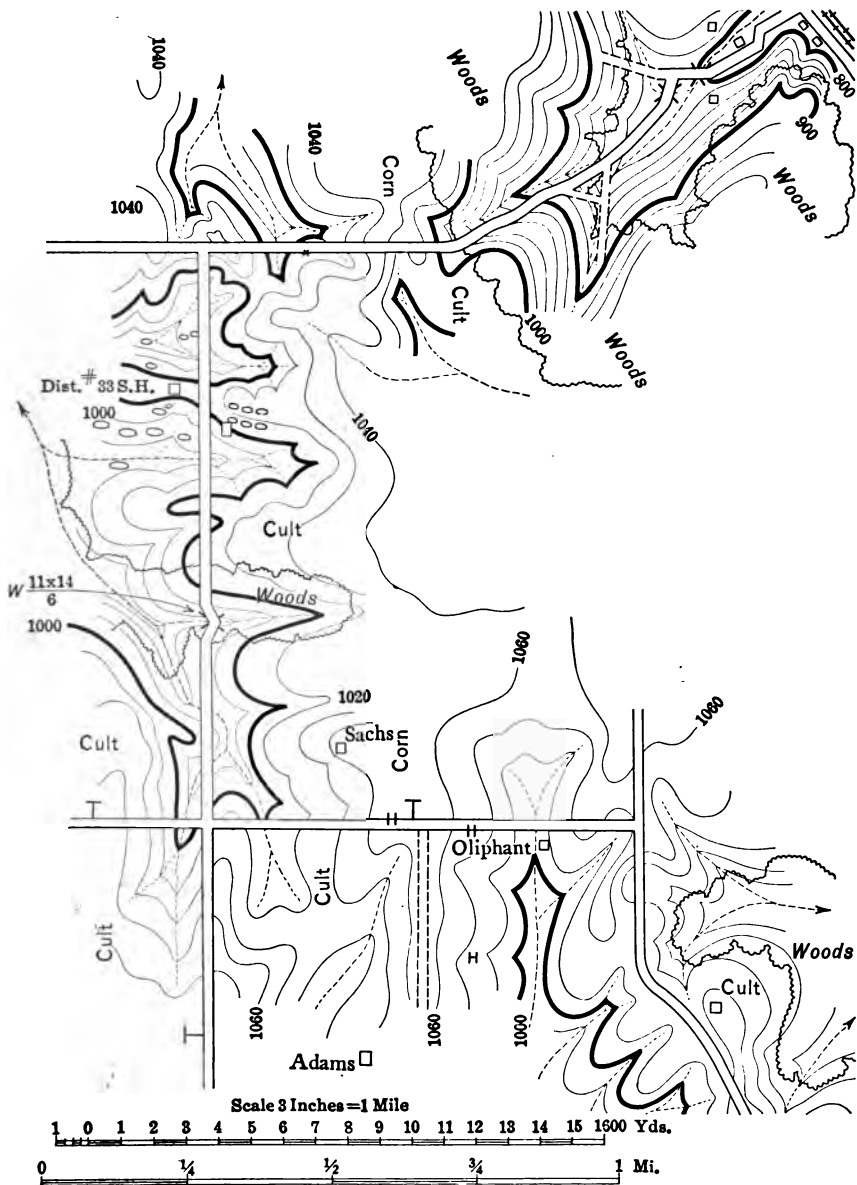 1040
Woods
800
900
1040
Corn
Woods
1040
Cult
1000
Woods
Dist. # 33 S.H.
1000
1040
Cult
W 11x14
6
Woods
1000
1060
1020
1060
Cult
Sachs
Corn
Oliphant
Cult
Cult
Woods
Cult
1060
1060
1000
Adams
Scale 3 Inches=1 Mile
1 0 1 2 3 4 5 6 7 8 9 10 11 12 13 14 15 1600 Yds.
0 1/4 1/2 3/4 1 Mi.